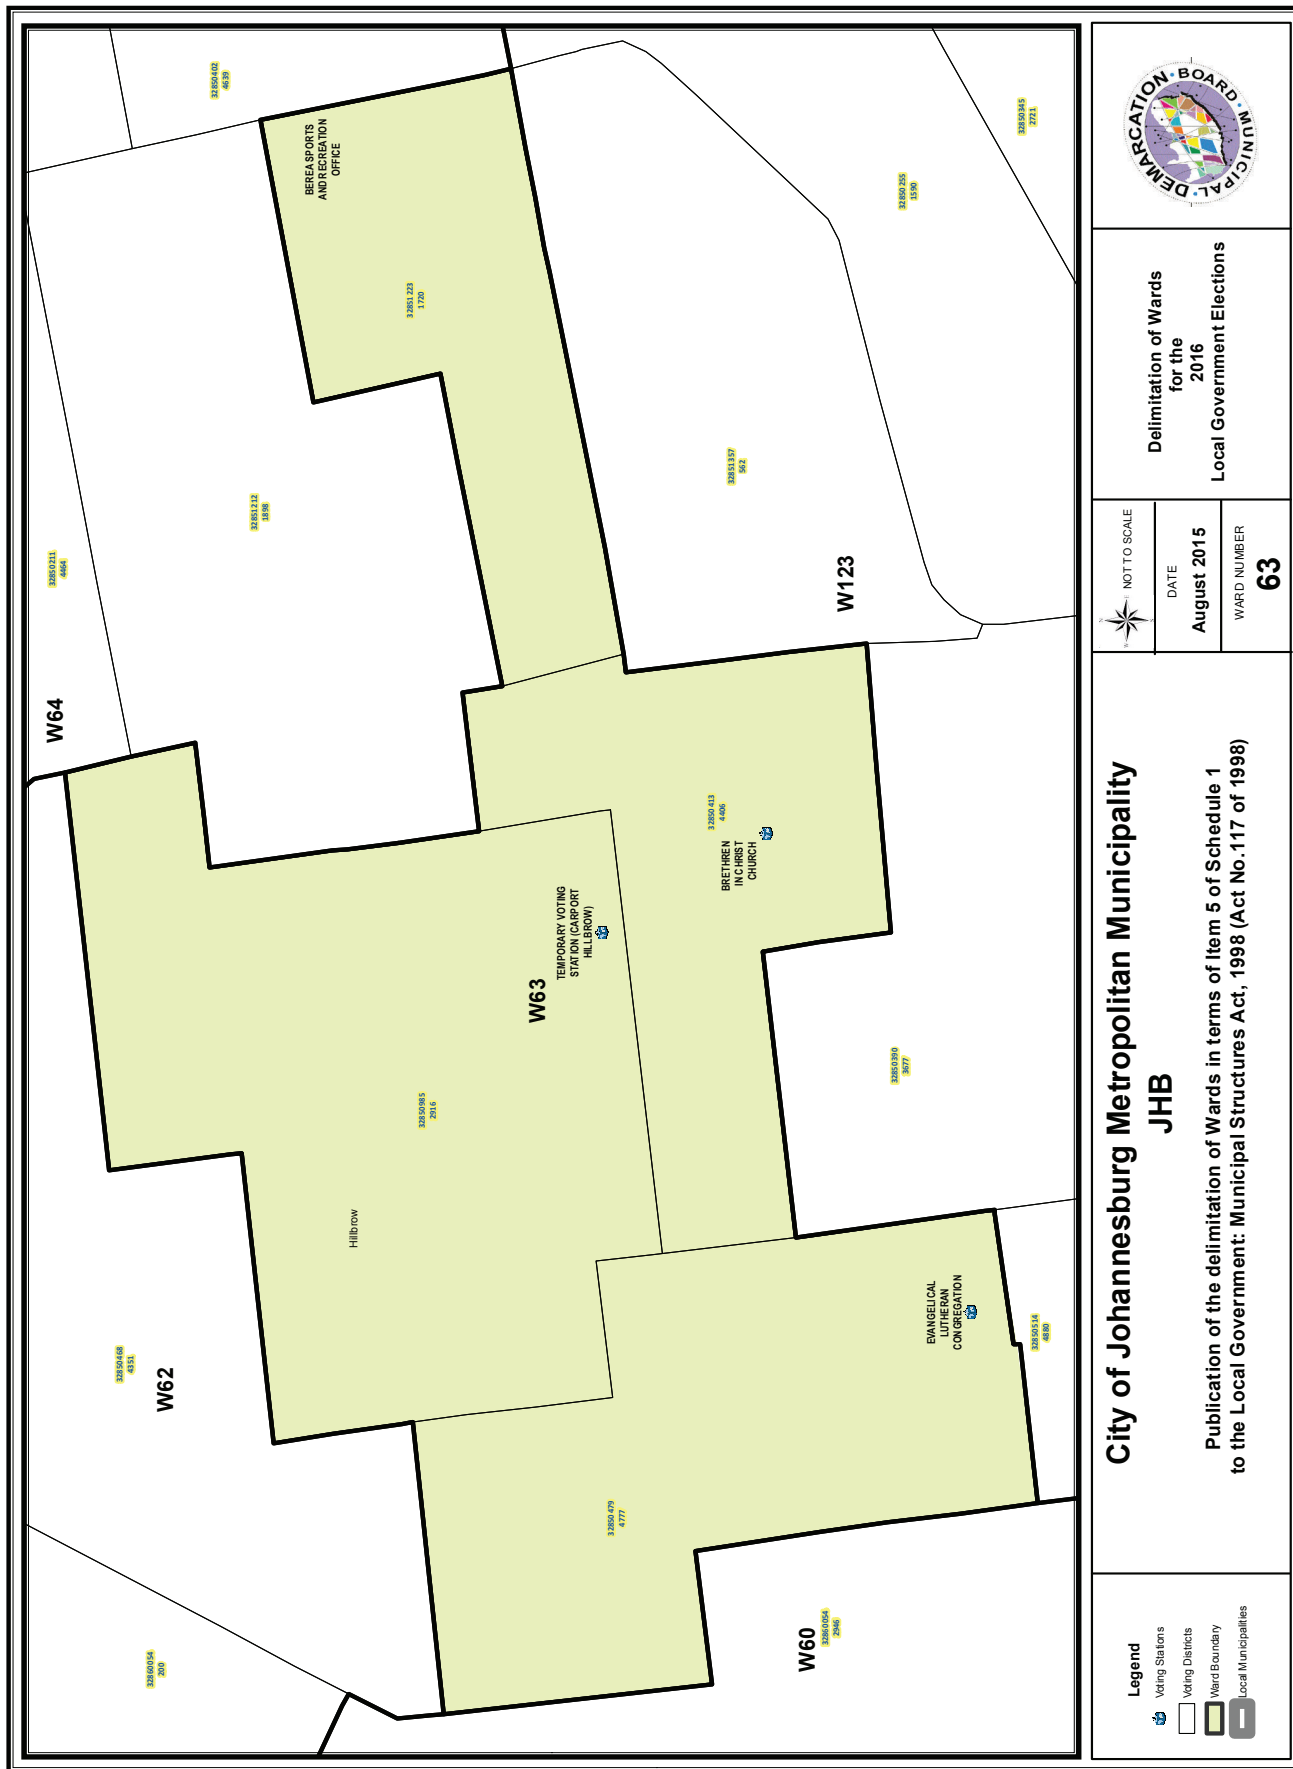 32860054
200
32850468
4351
W62
Hillbrow
32850985
2916
32850479
4777
W60
32860054
2946
EVANGELICAL
LUTHERAN
CONGREGATION
32850514
4880
W63
TEMPORARY VOTING
STATION (CARPORT
HILLBROW)
BRETHREN
IN CHRIST
CHURCH
32850413
4406
32850390
3677
W64
32850211
4464
32851212
1898
32850402
4639
BEREA SPORTS
AND RECREATION
OFFICE
32851223
1720
32851357
562
W123
32850255
1590
32850345
2721
Legend
Voting Stations
Voting Districts
Ward Boundary
Local Municipalities
City of Johannesburg Metropolitan Municipality
JHB
Publication of the delimitation of Wards in terms of Item 5 of Schedule 1
to the Local Government: Municipal Structures Act, 1998 (Act No.117 of 1998)
N
W
E
S
NOT TO SCALE
DATE
August 2015
WARD NUMBER
63
Delimitation of Wards
for the
2016
Local Government Elections
MUNICIPAL • DEMARCATION • BOARD •